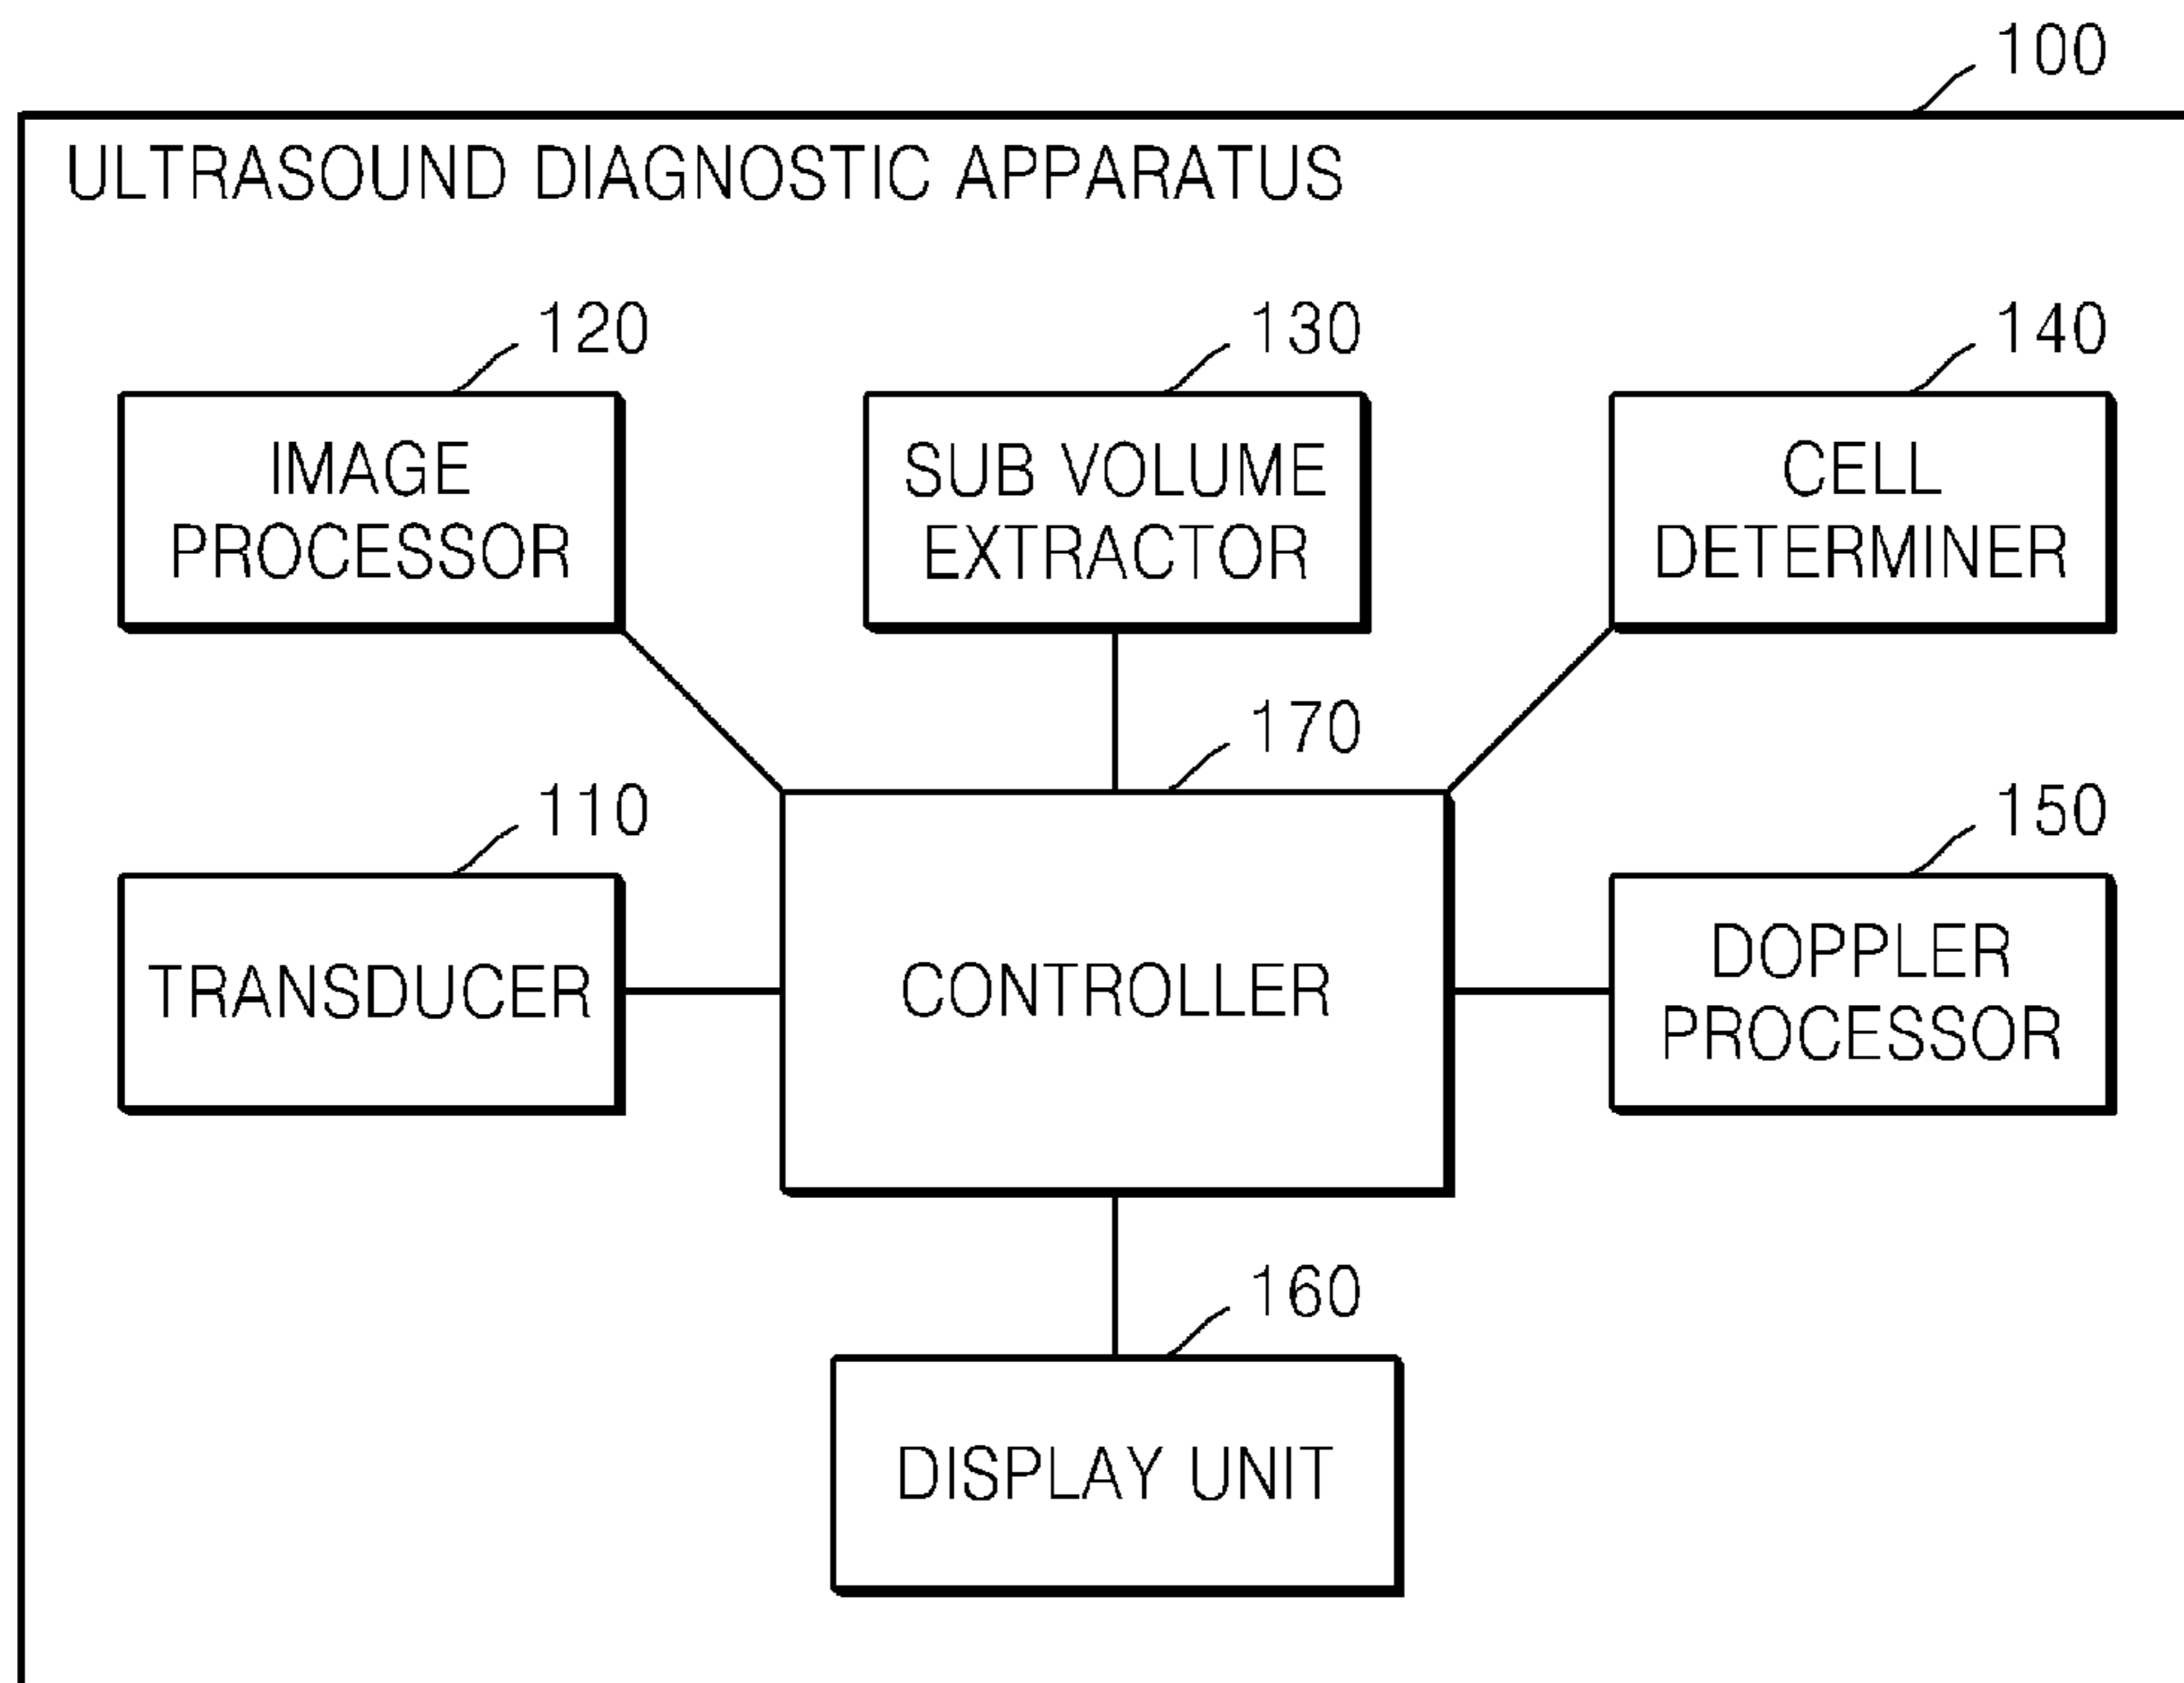 100
ULTRASOUND DIAGNOSTIC APPARATUS
120
130
140
IMAGE
PROCESSOR
SUB VOLUME
EXTRACTOR
CELL
DETERMINER
170
110
150
TRANSDUCER
CONTROLLER
DOPPLER
PROCESSOR
160
DISPLAY UNIT